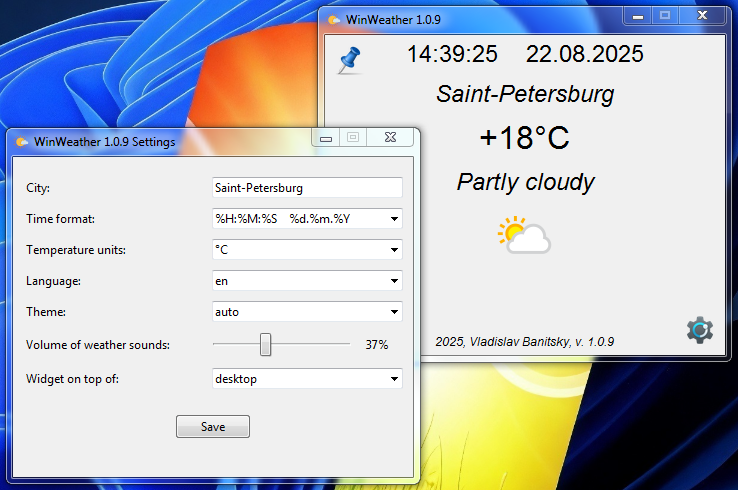 WinWeather 1.0.9
14:39:25 22.08.2025
Saint-Petersburg
+18°C
Partly cloudy
2025, Vladislav Banitsky, v. 1.0.9
WinWeather 1.0.9 Settings
City: Saint-Petersburg
Time format: %H:%M:%S %d.%m.%Y
Temperature units: °C
Language: en
Theme: auto
Volume of weather sounds: 37%
Widget on top of: desktop
Save